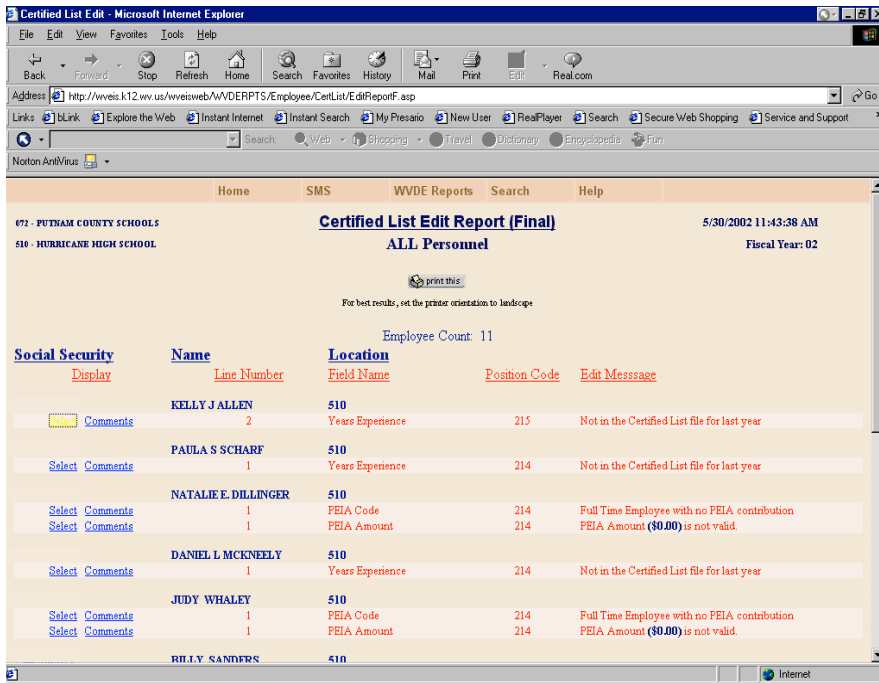 Certified List Edit - Microsoft Internet Explorer
File Edit View Favorites Tools Help
Back Forward Stop Refresh Home Search Favorites History Mail Print Edit Real.com
Address http://wveis.k12.wv.us/wveisweb/WVDERPTS/Employee/CertList/EditReportF.asp Go
Links bLink Explore the Web Instant Internet Instant Search My Presario New User RealPlayer Search Secure Web Shopping Service and Support
Search: Web Shopping Travel Dictionary Encyclopedia Fun
Norton AntiVirus
Home SMS WVDE Reports Search Help
072 - PUTNAM COUNTY SCHOOLS Certified List Edit Report (Final) 5/30/2002 11:43:38 AM
510 - HURRICANE HIGH SCHOOL ALL Personnel Fiscal Year: 02
print this
For best results, set the printer orientation to landscape
Employee Count: 11
Social Security Name Location
Display Line Number Field Name Position Code Edit Messsage
KELLY J ALLEN 510
Select Comments 2 Years Experience 215 Not in the Certified List file for last year
PAULA S SCHARF 510
Select Comments 1 Years Experience 214 Not in the Certified List file for last year
NATALIE E. DILLINGER 510
Select Comments 1 PEIA Code 214 Full Time Employee with no PEIA contribution
Select Comments 1 PEIA Amount 214 PEIA Amount ($0.00) is not valid.
DANIEL L MCKNEELY 510
Select Comments 1 Years Experience 214 Not in the Certified List file for last year
JUDY WHALEY 510
Select Comments 1 PEIA Code 214 Full Time Employee with no PEIA contribution
Select Comments 1 PEIA Amount 214 PEIA Amount ($0.00) is not valid.
BILLY SANDERS 510
Internet